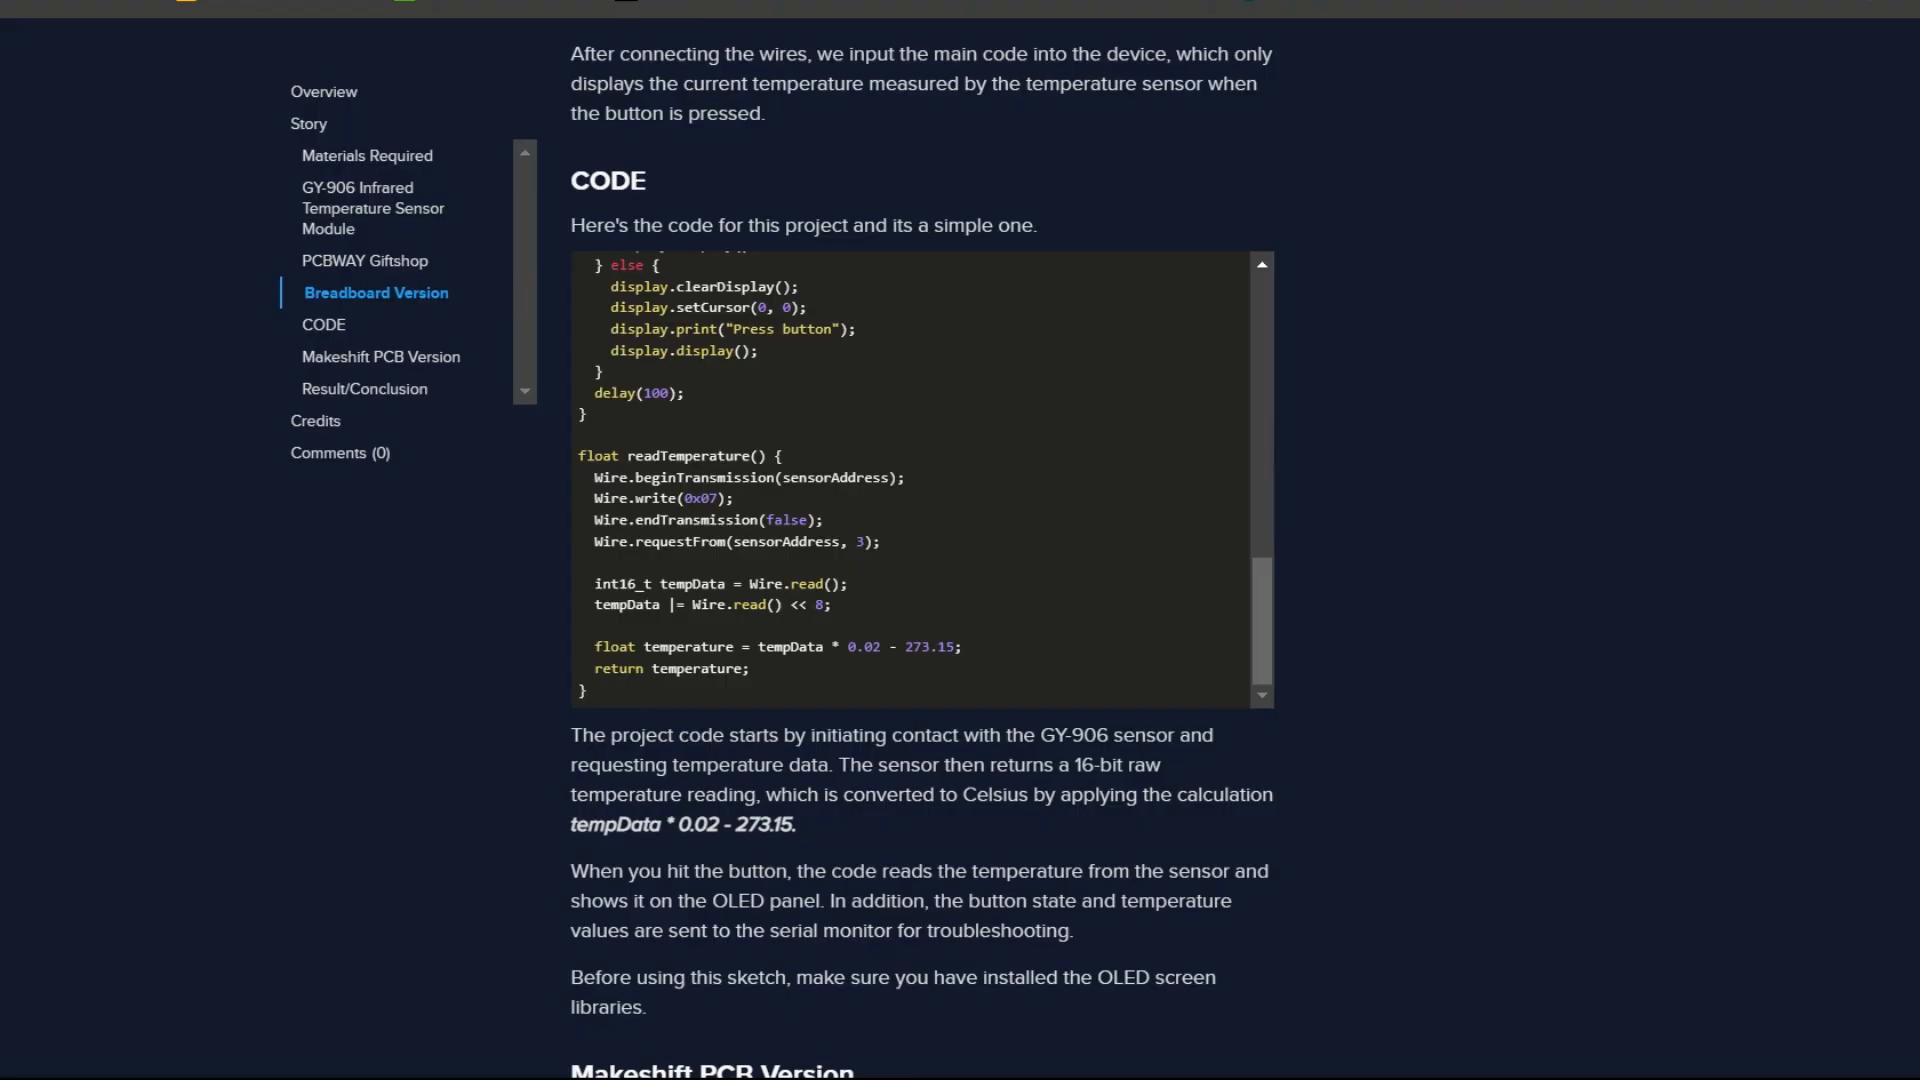 Overview
Story
Materials Required
GY-906 Infrared
Temperature Sensor
Module
PCBWAY Giftshop
Breadboard Version
CODE
Makeshift PCB Version
Result/Conclusion
Credits
Comments (0)
After connecting the wires, we input the main code into the device, which only
displays the current temperature measured by the temperature sensor when
the button is pressed.
CODE
Here's the code for this project and its a simple one.
} else {
display.clearDisplay();
display.setCursor(0, 0);
display.print("Press button");
display.display();
}
delay(100);
}
float readTemperature() {
Wire.beginTransmission(sensorAddress);
Wire.write(0x07);
Wire.endTransmission(false);
Wire.requestFrom(sensorAddress, 3);
int16_t tempData = Wire.read();
tempData |= Wire.read() << 8;
float temperature = tempData * 0.02 - 273.15;
return temperature;
}
The project code starts by initiating contact with the GY-906 sensor and
requesting temperature data. The sensor then returns a 16-bit raw
temperature reading, which is converted to Celsius by applying the calculation
tempData * 0.02 - 273.15.
When you hit the button, the code reads the temperature from the sensor and
shows it on the OLED panel. In addition, the button state and temperature
values are sent to the serial monitor for troubleshooting.
Before using this sketch, make sure you have installed the OLED screen
libraries.
Makeshift PCB Version